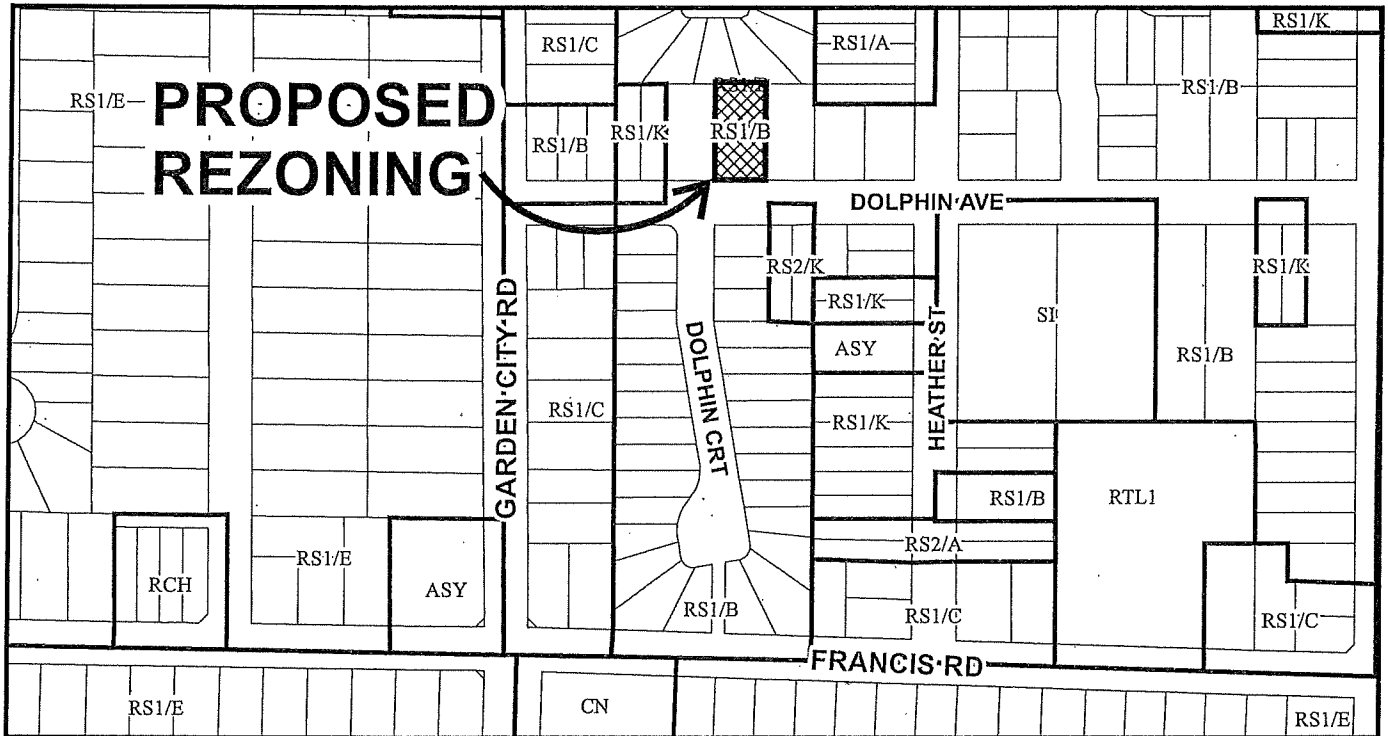 RS1/K
RS1/C
RS1/A
RS1/E
PROPOSED
REZONING
RS1/B
RS1/K
RS1/B
RS1/B
DOLPHIN AVE
RS2/K
RS1/K
RS1/K
GARDEN CITY RD
DOLPHIN CRT
HEATHER ST
SI
ASY
RS1/B
RS1/C
RS1/K
RS1/B
RTL1
RS2/A
RS1/E
RCH
ASY
RS1/B
RS1/C
RS1/C
FRANCIS RD
RS1/E
CN
RS1/E